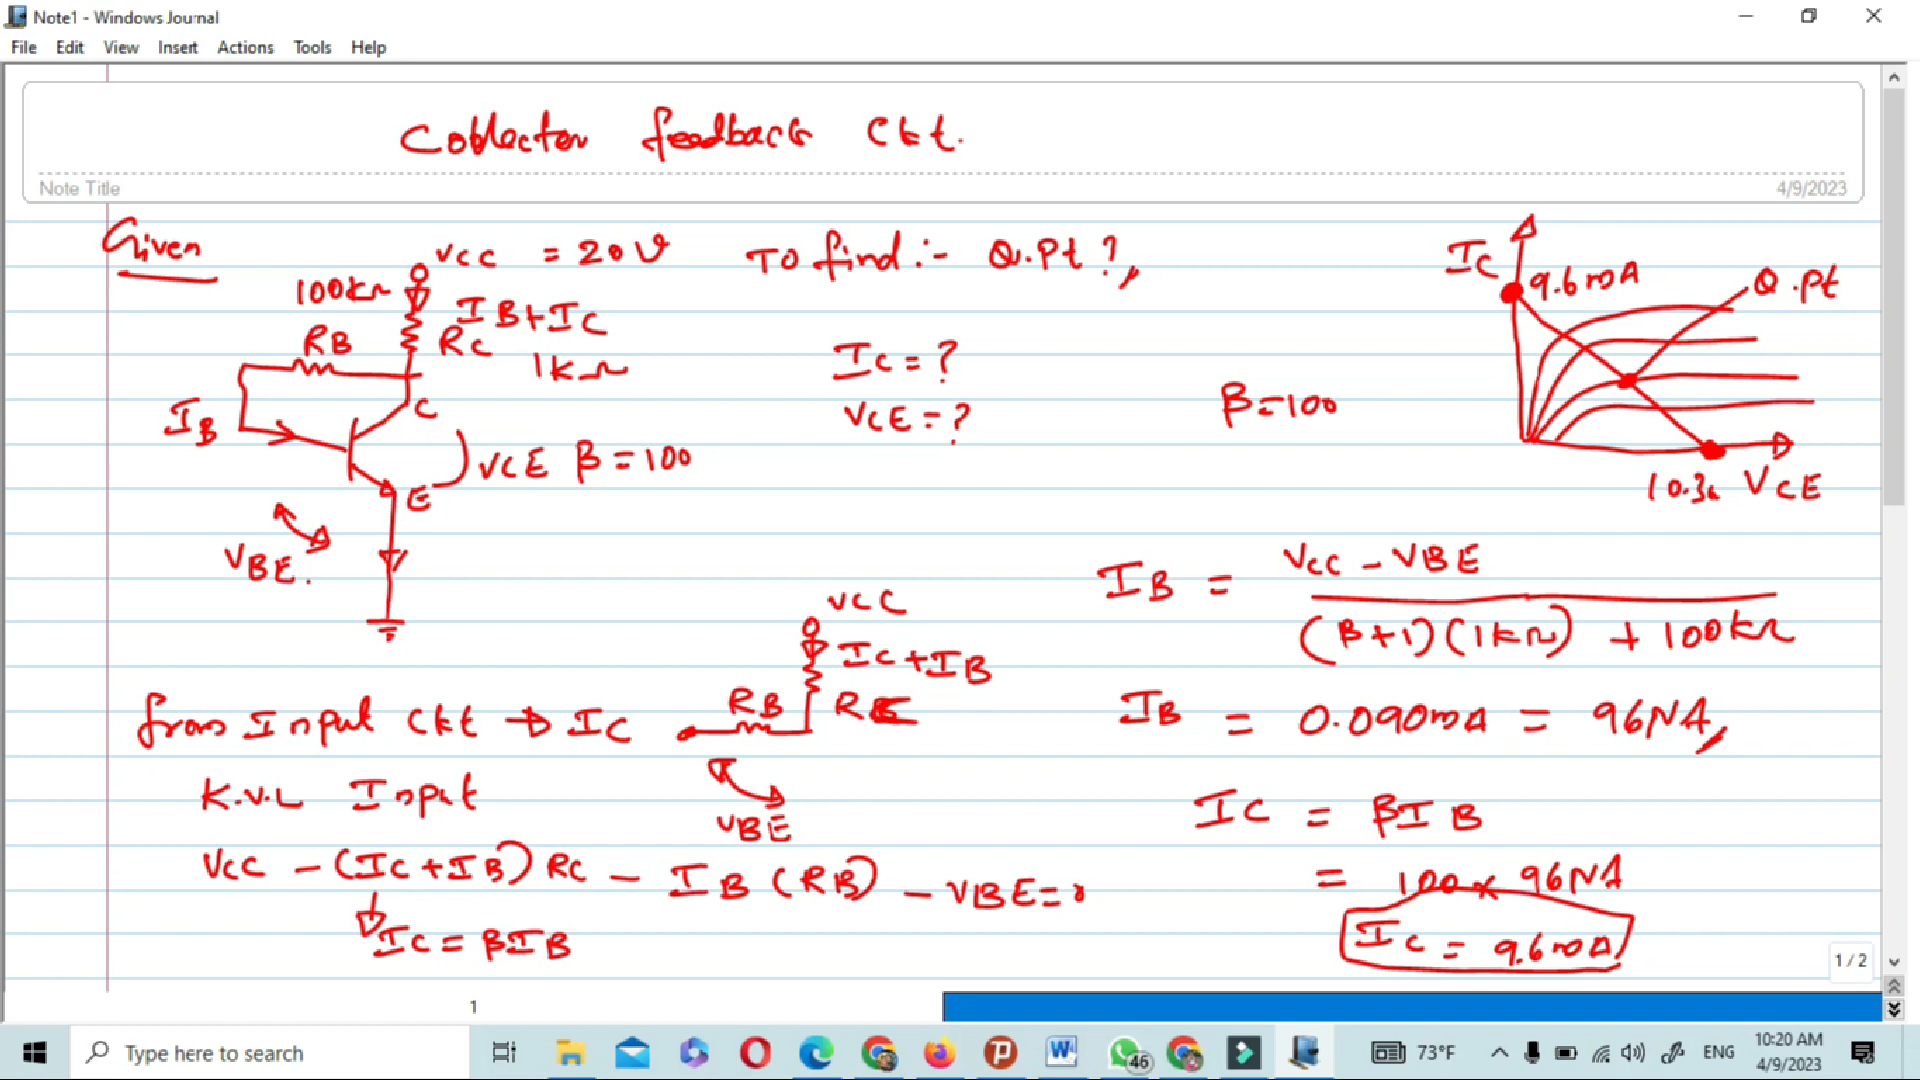 Note1 - Windows Journal
File Edit View Insert Actions Tools Help
Collector feedback Ckt.
Note Title
4/9/2023
Given
VCC = 20V
To find :- Q.Pt ?,
100kΩ
IB+IC
RB
RC
1kΩ
IC = ?
VCE = ?
β=100
IB
C
VCE β = 100
E
VBE.
IC
9.6mA
Q.Pt
VCE
VCC
IC+IB
RB
from Input Ckt → IC
VBE
K.V.L Input
VCC - (IC+IB) RC - IB (RB) - VBE=0
IC = βIB
IB = VCC - VBE
(β+1)(1kΩ) + 100kΩ
IB = 0.090mA = 96μA,
IC = βIB
= 100 x 96μA
IC = 9.6mA
1 / 2
1
Type here to search
46
73°F
ENG
10:20 AM
4/9/2023